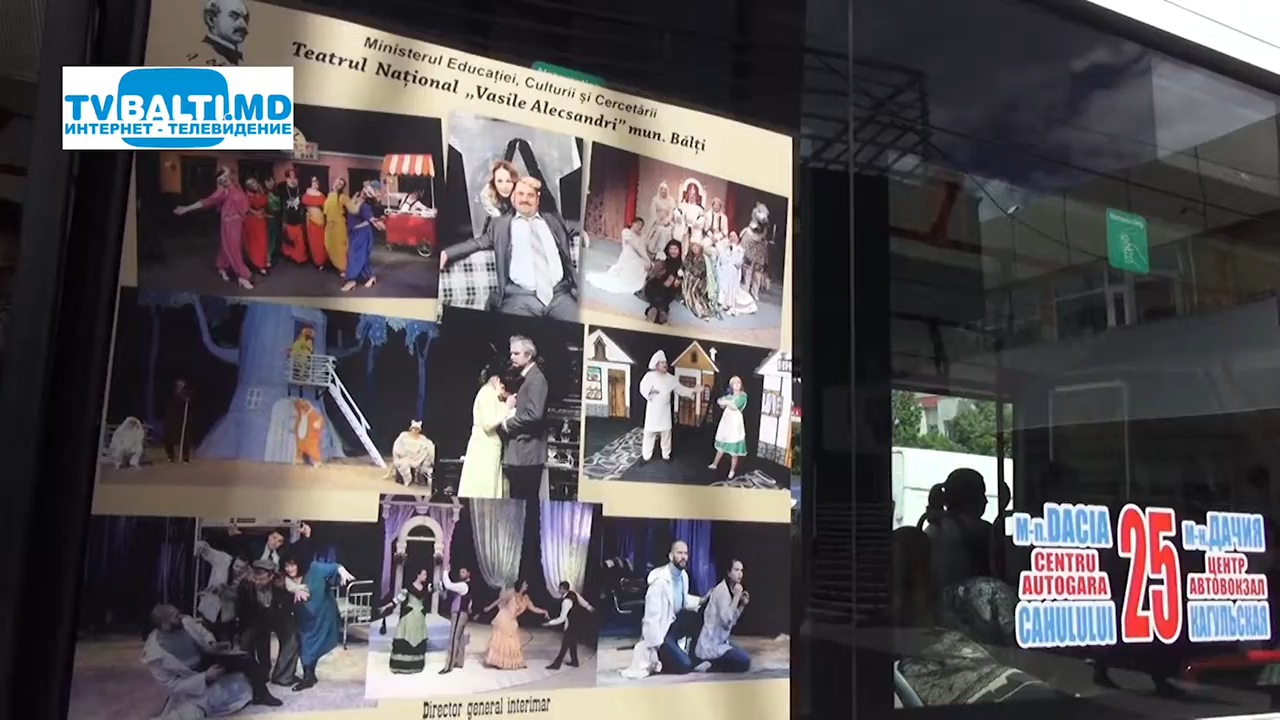 TVBALTI.MD
ИНТЕРНЕТ - ТЕЛЕВИДЕНИЕ
Ministerul Educației, Culturii și Cercetării
Teatrul Național „Vasile Alecsandri” mun. Bălți
Director general interimar
м-n. DACIA
CENTRU
AUTOGARA
CAHULULUI
25
м-н. ДАЧИЯ
ЦЕНТР
АВТОВОКЗАЛ
КАГУЛЬСКАЯ